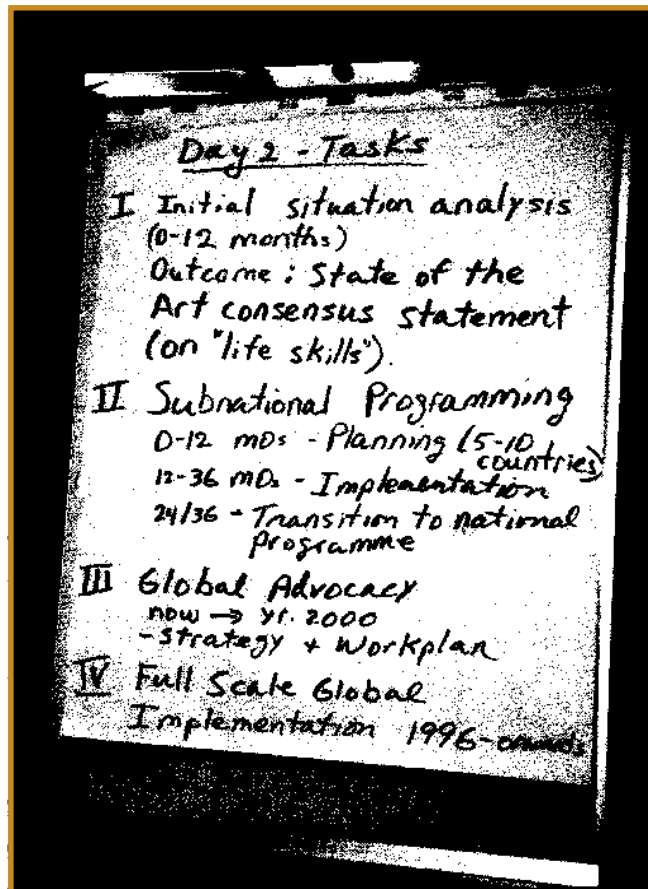 Day 2 - Tasks
I Initial situation analysis
(0-12 months)
Outcome: State of the
Art consensus statement
(on "life skills").
II Subnational Programming
0-12 mos - Planning (5-10
countries)
12-36 mos - Implementation
24/36 - Transition to national
programme
III Global Advocacy
now → yr. 2000
- strategy + workplan
IV Full Scale Global
Implementation 1996-onwards